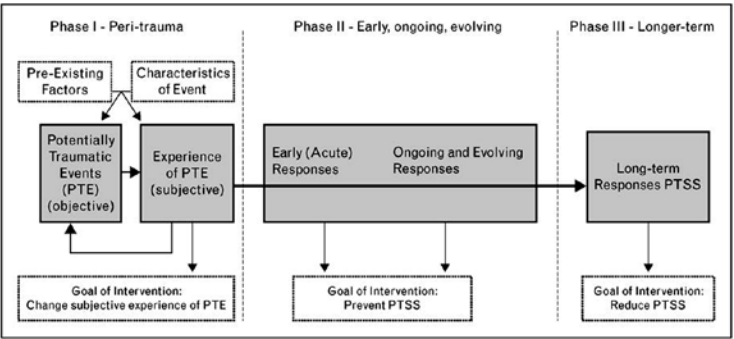 Phase I - Peri-trauma
Phase II - Early, ongoing, evolving
Phase III - Longer-term
Pre-Existing
Factors
Characteristics
of Event
Potentially
Traumatic
Events
(PTE)
(objective)
Experience
of PTE
(subjective)
Early (Acute)
Responses
Ongoing and Evolving
Responses
Long-term
Responses PTSS
Goal of Intervention:
Change subjective experience of PTE
Goal of Intervention:
Prevent PTSS
Goal of Intervention:
Reduce PTSS